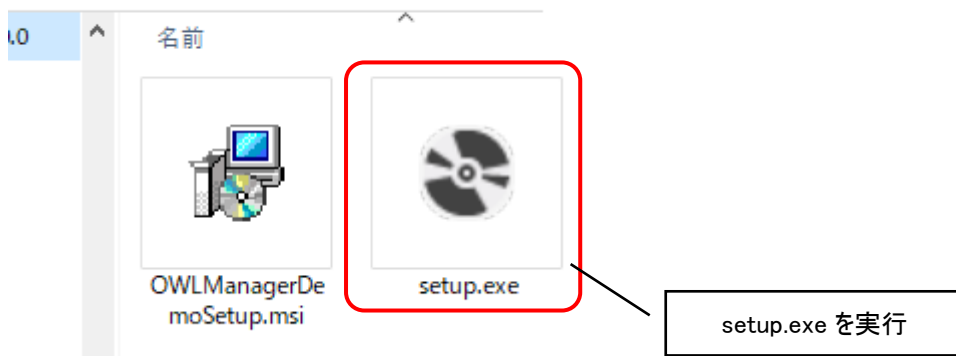 .0
名前
OWLManagerDe
moSetup.msi
setup.exe
setup.exe を実行